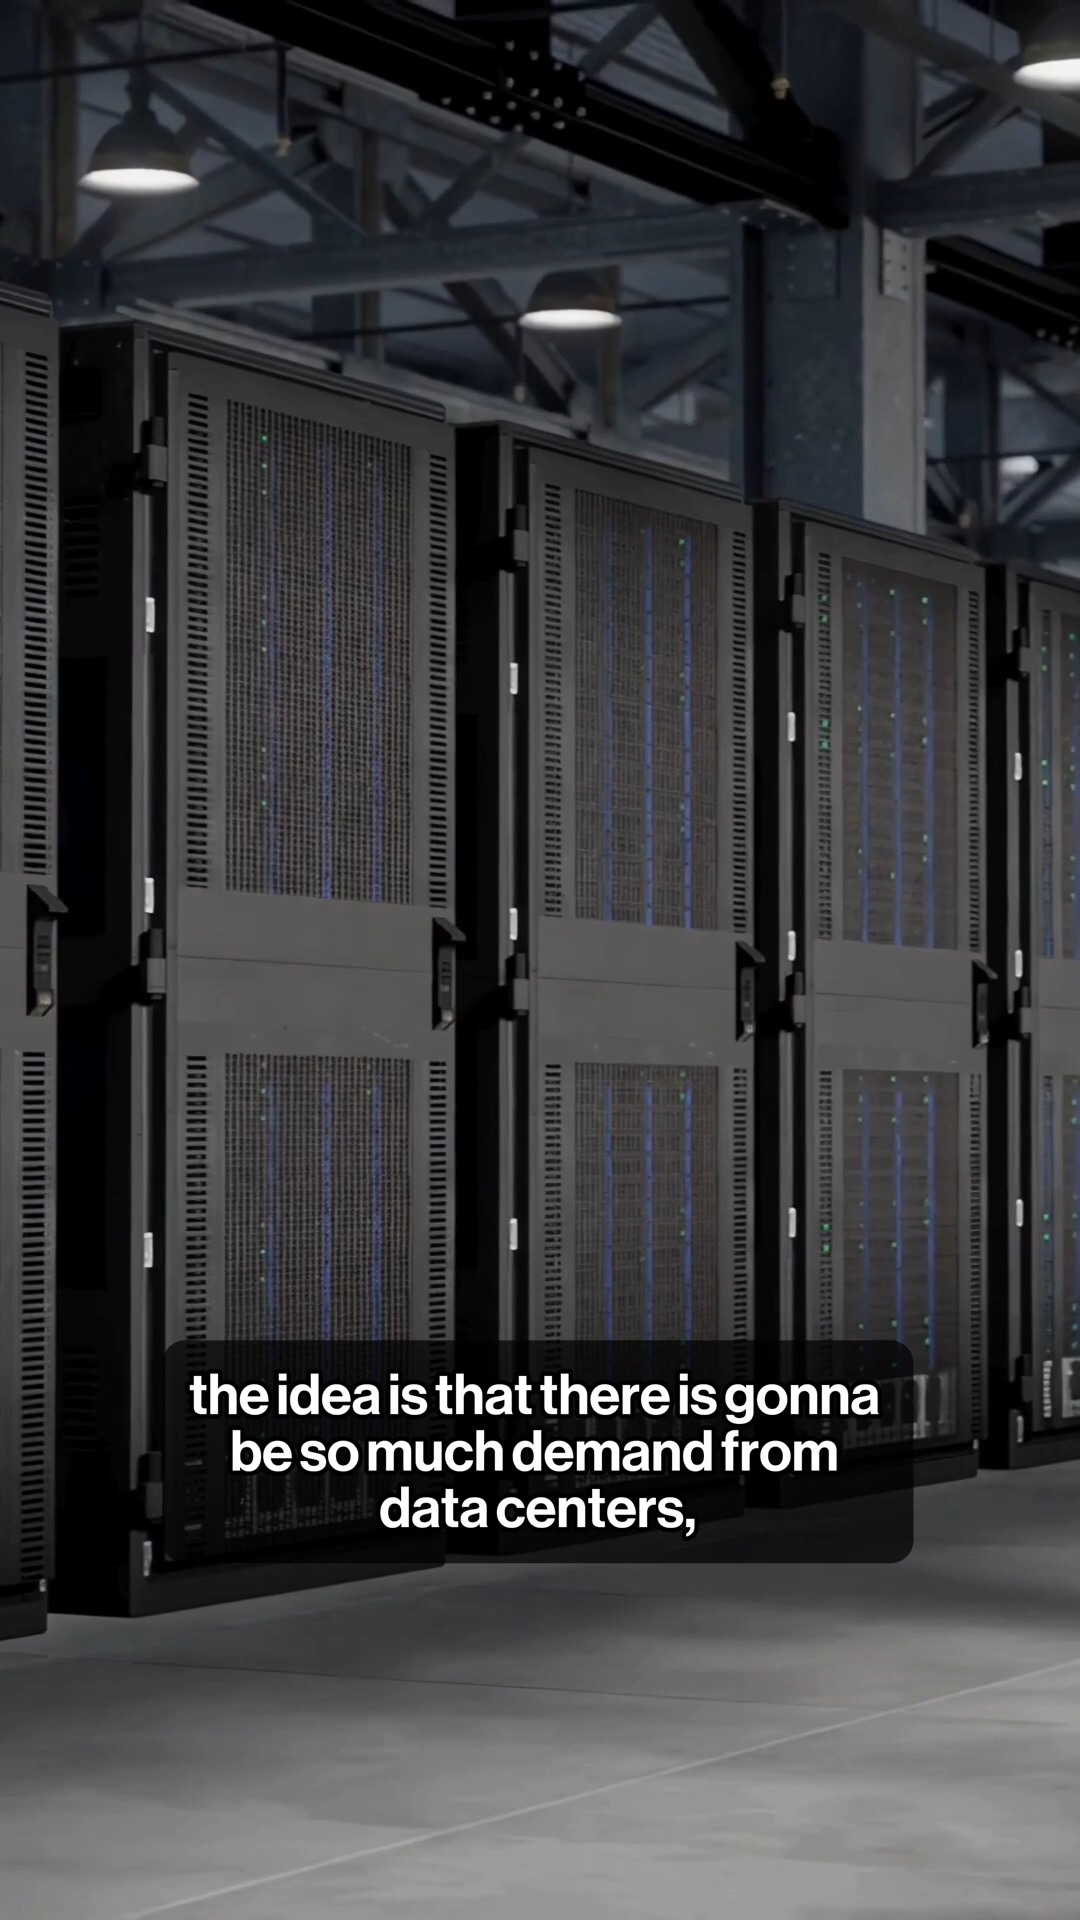 the idea is that there is gonna
be so much demand from
data centers,